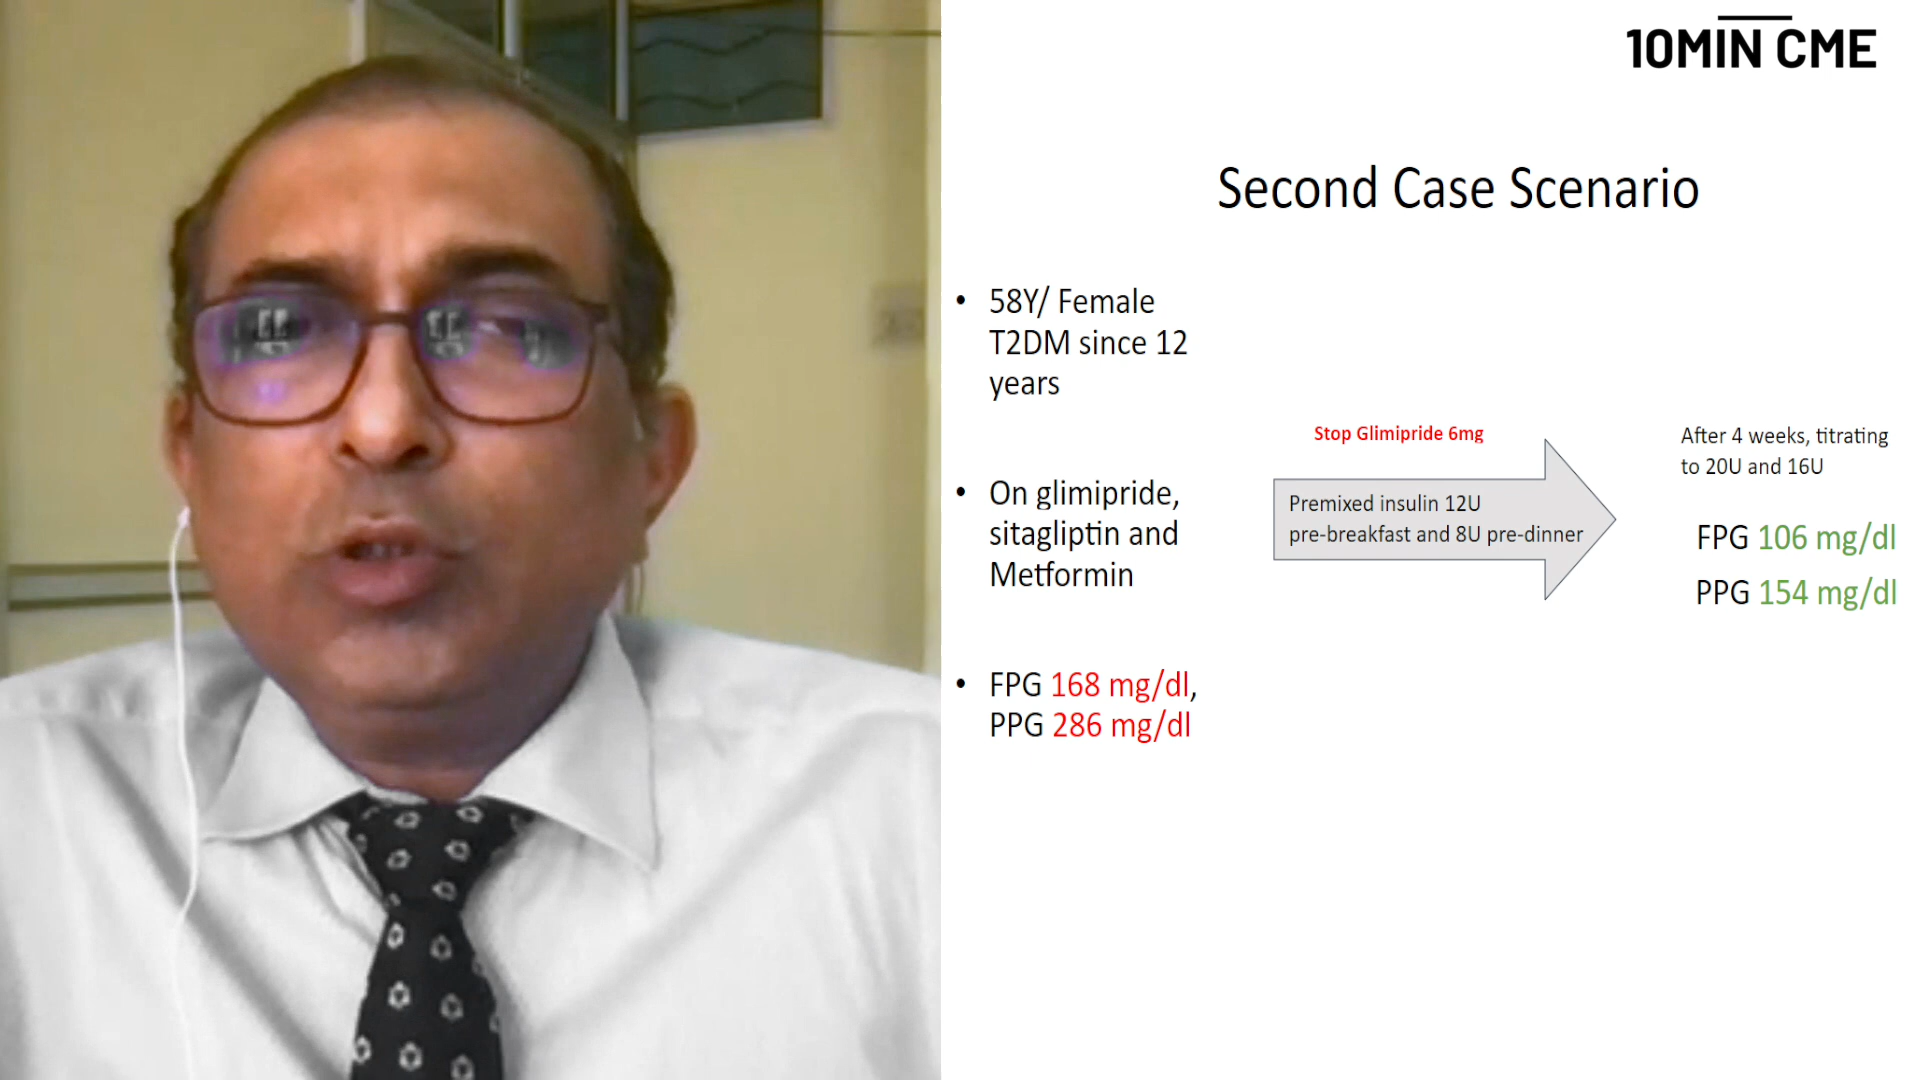 10MIN CME
Second Case Scenario
• 58Y/ Female
T2DM since 12
years
• On glimipride,
sitagliptin and
Metformin
• FPG 168 mg/dl,
PPG 286 mg/dl
Stop Glimipride 6mg
Premixed insulin 12U
pre-breakfast and 8U pre-dinner
After 4 weeks, titrating
to 20U and 16U
FPG 106 mg/dl
PPG 154 mg/dl